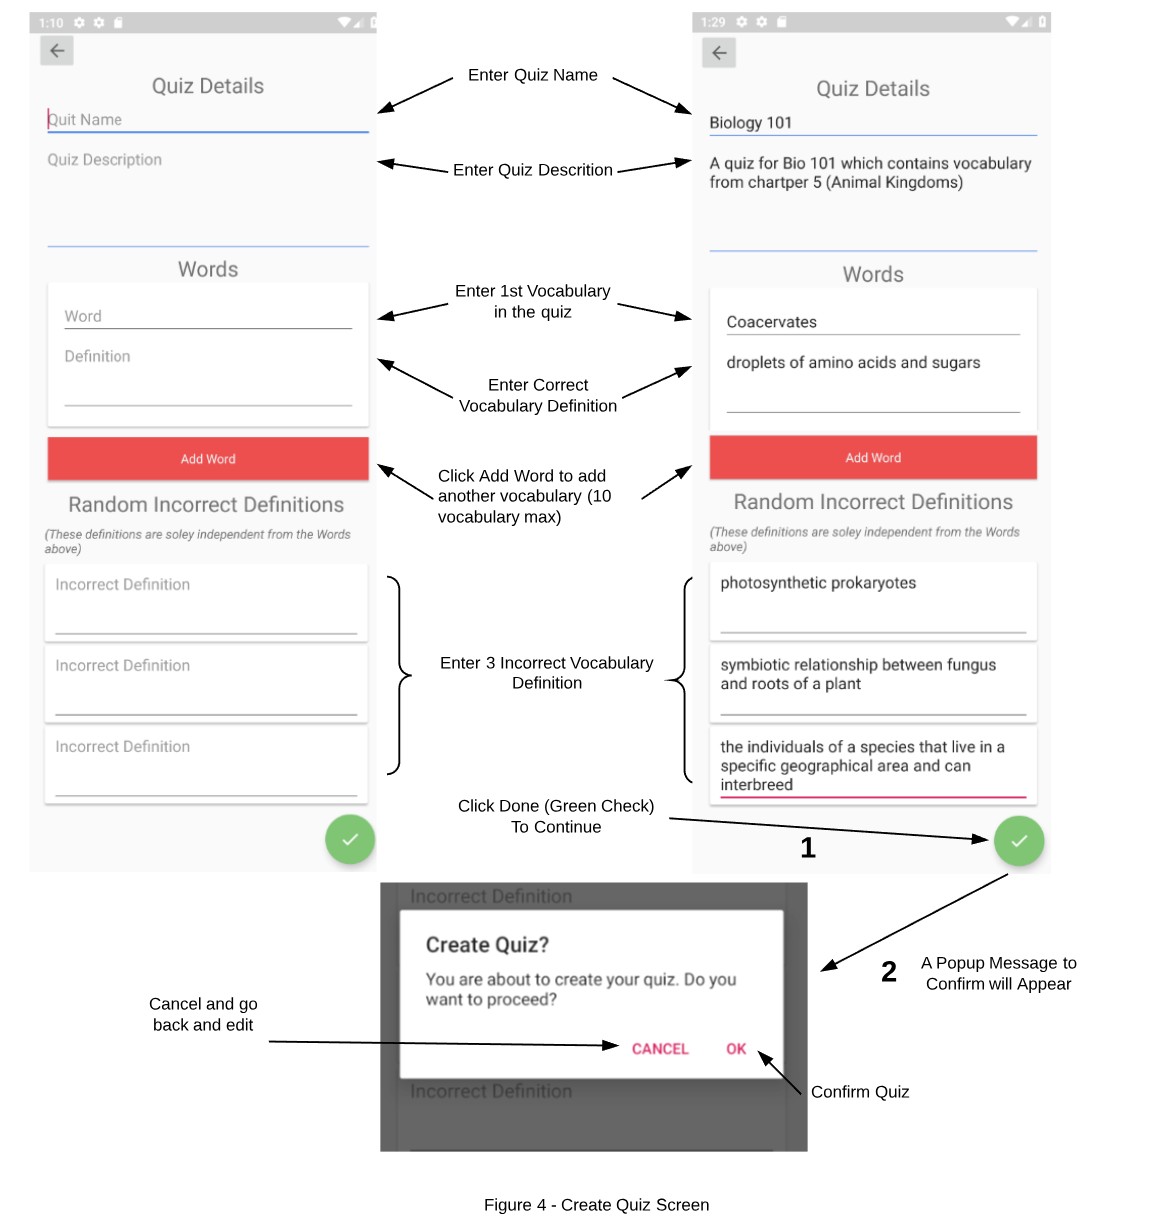 1:10
Quiz Details
Quit Name
Quiz Description
Words
Word
Definition
Add Word
Random Incorrect Definitions
(These definitions are soley independent from the Words
above)
Incorrect Definition
Incorrect Definition
Incorrect Definition
Enter Quiz Name
Enter Quiz Descrition
Enter 1st Vocabulary
in the quiz
Enter Correct
Vocabulary Definition
Click Add Word to add
another vocabulary (10
vocabulary max)
Enter 3 Incorrect Vocabulary
Definition
Click Done (Green Check)
To Continue
1:29
Quiz Details
Biology 101
A quiz for Bio 101 which contains vocabulary
from chartper 5 (Animal Kingdoms)
Words
Coacervates
droplets of amino acids and sugars
Add Word
Random Incorrect Definitions
(These definitions are soley independent from the Words
above)
photosynthetic prokaryotes
symbiotic relationship between fungus
and roots of a plant
the individuals of a species that live in a
specific geographical area and can
interbreed
1
2
A Popup Message to
Confirm will Appear
Incorrect Definition
Create Quiz?
You are about to create your quiz. Do you
want to proceed?
CANCEL OK
Incorrect Definition
Cancel and go
back and edit
Confirm Quiz
Figure 4 - Create Quiz Screen